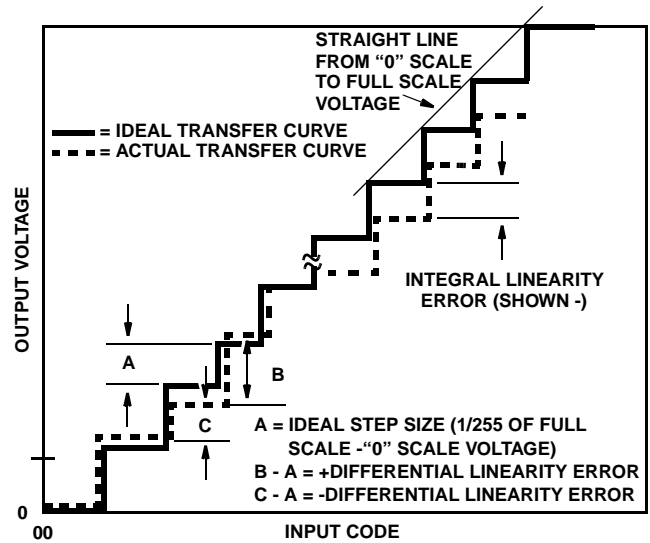 STRAIGHT LINE
FROM “0” SCALE
TO FULL SCALE
VOLTAGE
= IDEAL TRANSFER CURVE
= ACTUAL TRANSFER CURVE
OUTPUT VOLTAGE
INTEGRAL LINEARITY
ERROR (SHOWN -)
A
B
C
A = IDEAL STEP SIZE (1/255 OF FULL
SCALE -“0” SCALE VOLTAGE)
B - A = +DIFFERENTIAL LINEARITY ERROR
C - A = -DIFFERENTIAL LINEARITY ERROR
0
00
INPUT CODE